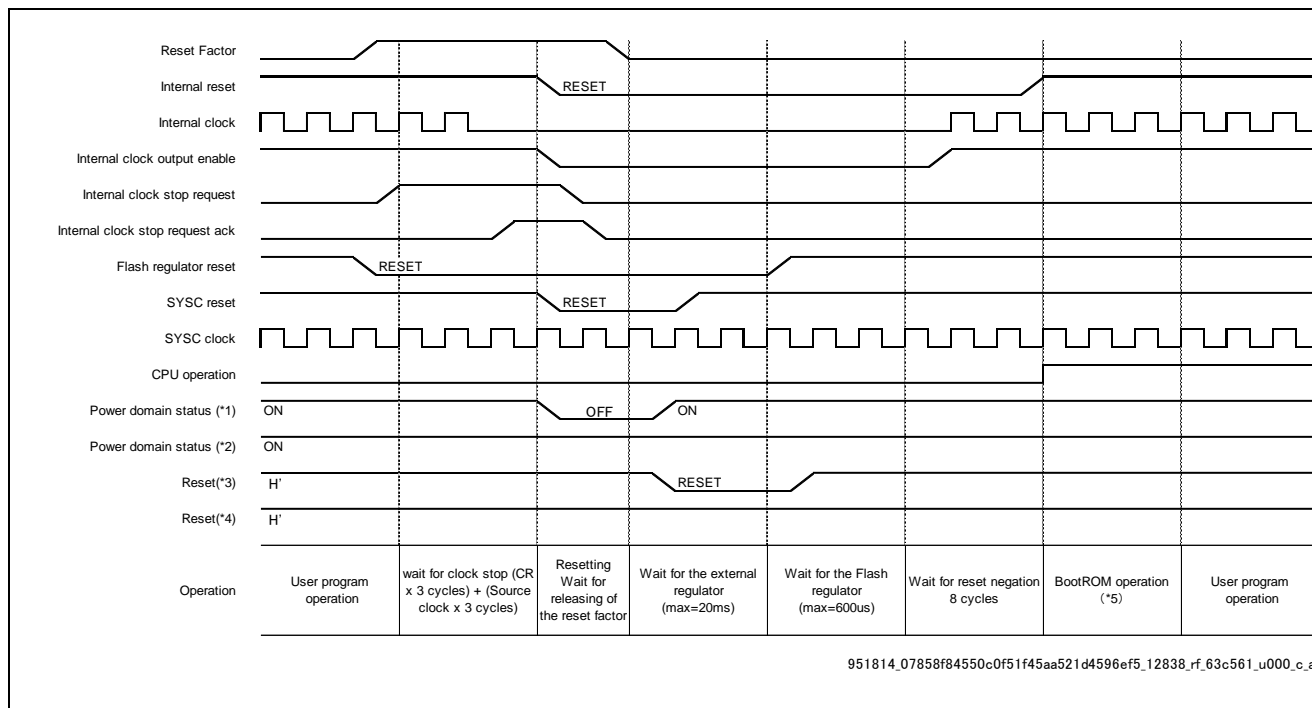 Reset Factor
Internal reset
RESET
Internal clock
Internal clock output enable
Internal clock stop request
Internal clock stop request ack
Flash regulator reset
RESET
SYSC reset
RESET
SYSC clock
CPU operation
Power domain status (*1)
ON
OFF
ON
Power domain status (*2)
ON
Reset(*3)
H'
RESET
Reset(*4)
H'
Operation
User program
operation
wait for clock stop (CR
x 3 cycles) + (Source
clock x 3 cycles)
Resetting
Wait for
releasing of
the reset factor
Wait for the external
regulator
(max=20ms)
Wait for the Flash
regulator
(max=600us)
Wait for reset negation
8 cycles
BootROM operation
(*5)
User program
operation
951814_07858f84550c0f51f45aa521d4596ef5_12838_rf_63c561_u000_c_a